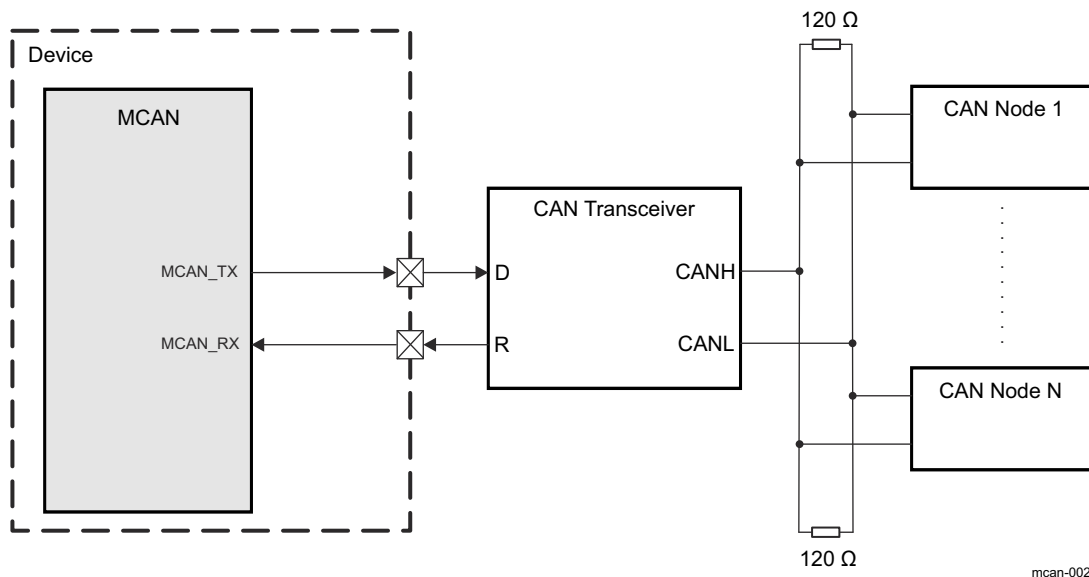 120 Ω
Device
MCAN
CAN Node 1
CAN Transceiver
MCAN_TX
D
CANH
MCAN_RX
R
CANL
CAN Node N
120 Ω
mcan-002